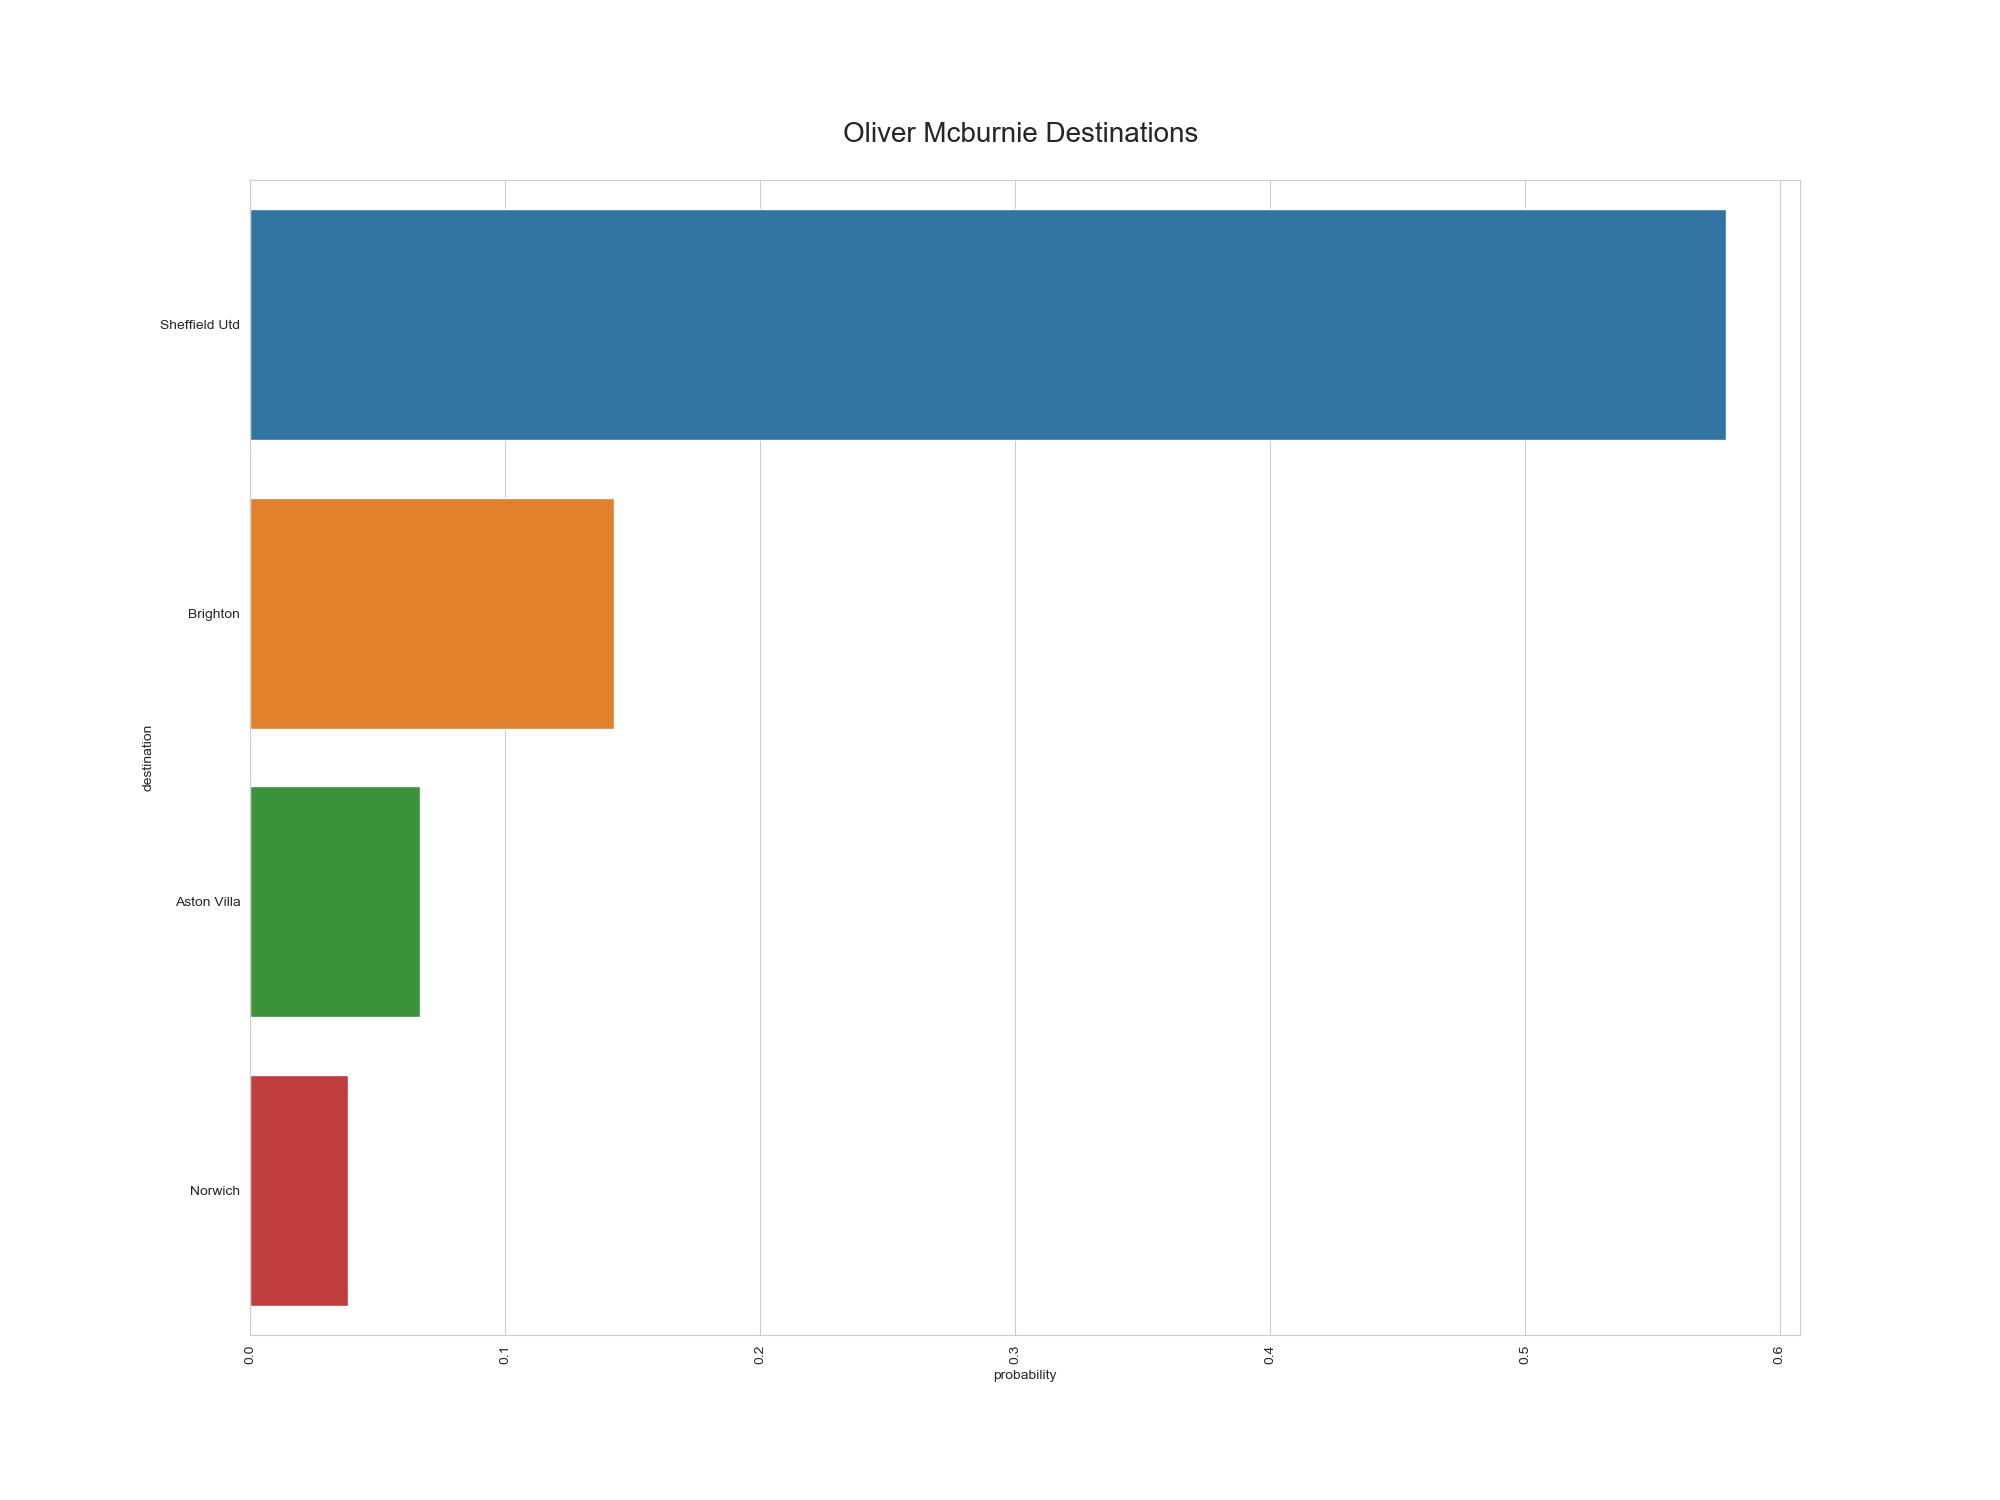 Oliver Mcburnie Destinations
Sheffield Utd
Brighton
Aston Villa
Norwich
destination
0.0
0.1
0.2
0.3
0.4
0.5
0.6
probability